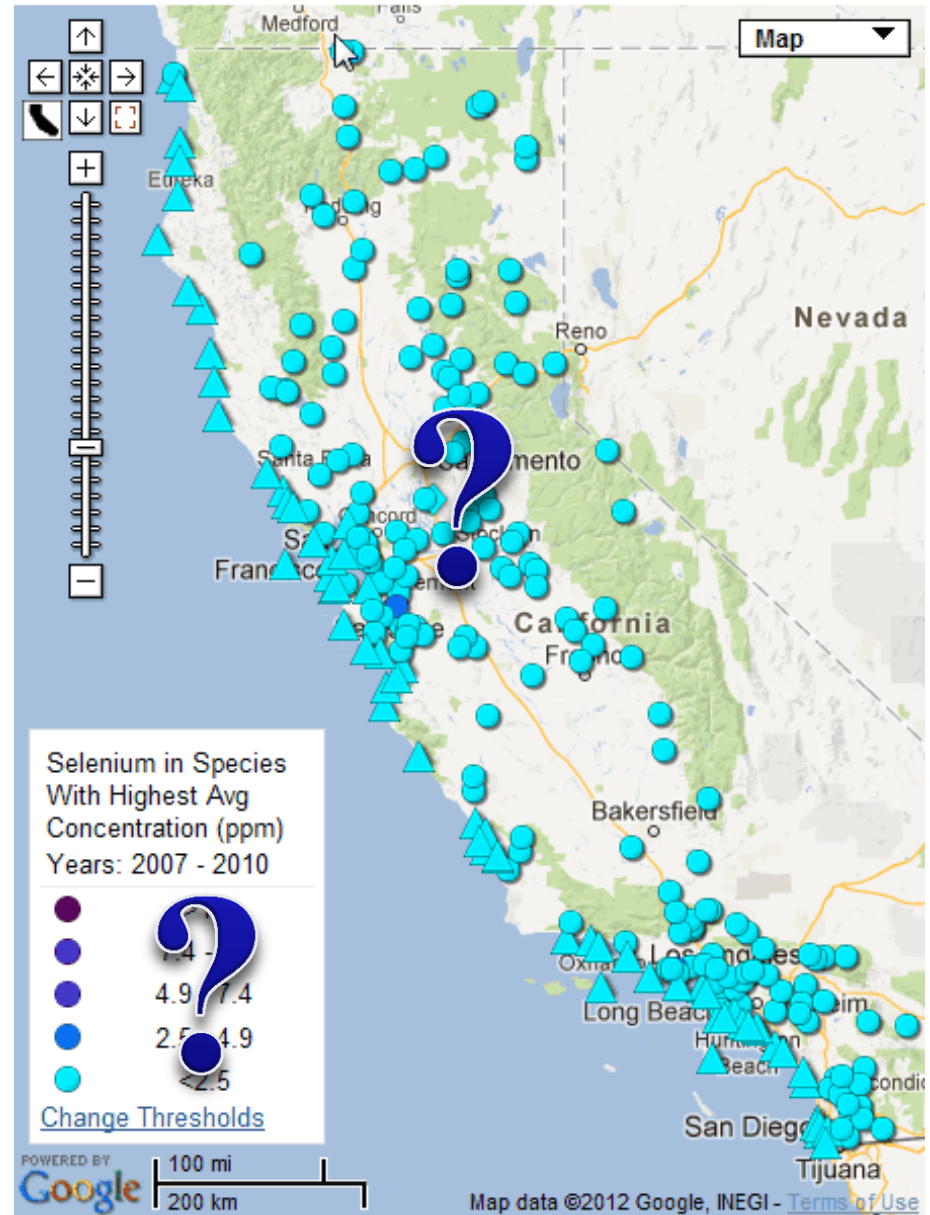 Medford
Falls
Map
Eureka
Redding
Reno
Nevada
Santa Rosa
Sacramento
Concord
Stockton
San
Francisco
Fremont
California
Fresno
Selenium in Species
With Highest Avg
Concentration (ppm)
Years: 2007 - 2010
4.9 7.4
2.5 4.9
<2.5
Change Thresholds
Bakersfield
Oxnard
Los Angeles
Long Beach
Huntington
Beach
San Diego
Tijuana
POWERED BY
Google
100 mi
200 km
Map data ©2012 Google, INEGI - Terms of Use